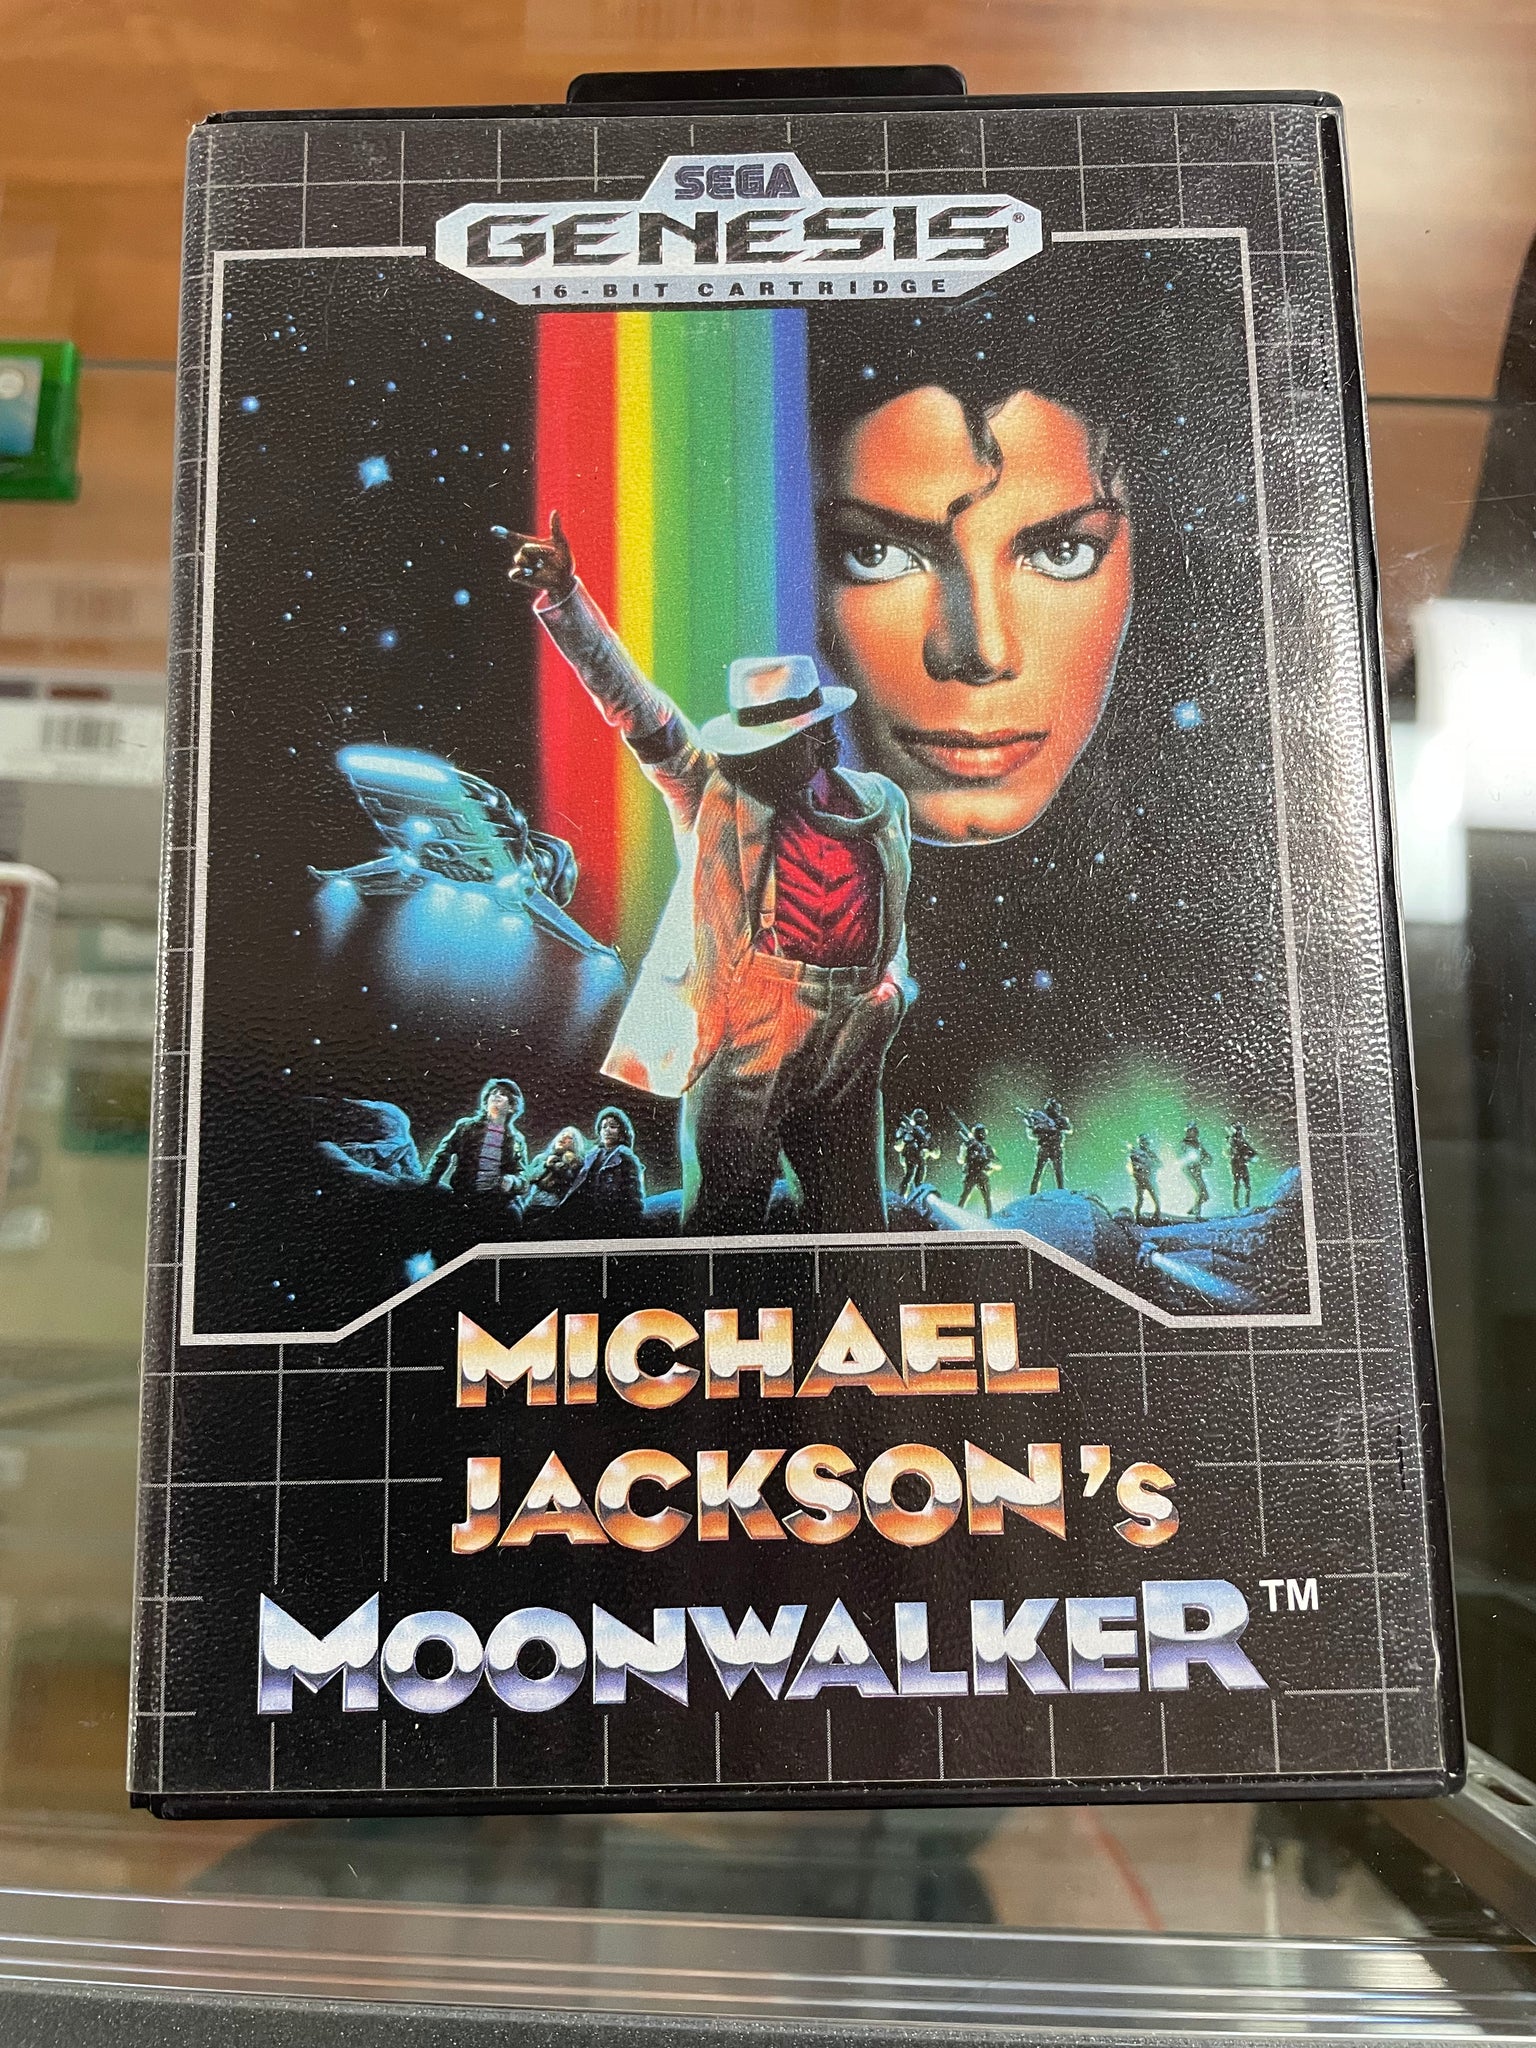 SEGA
GENESIS®
16-BIT CARTRIDGE
MICHAEL
JACKSON'S
MOONWALKER™